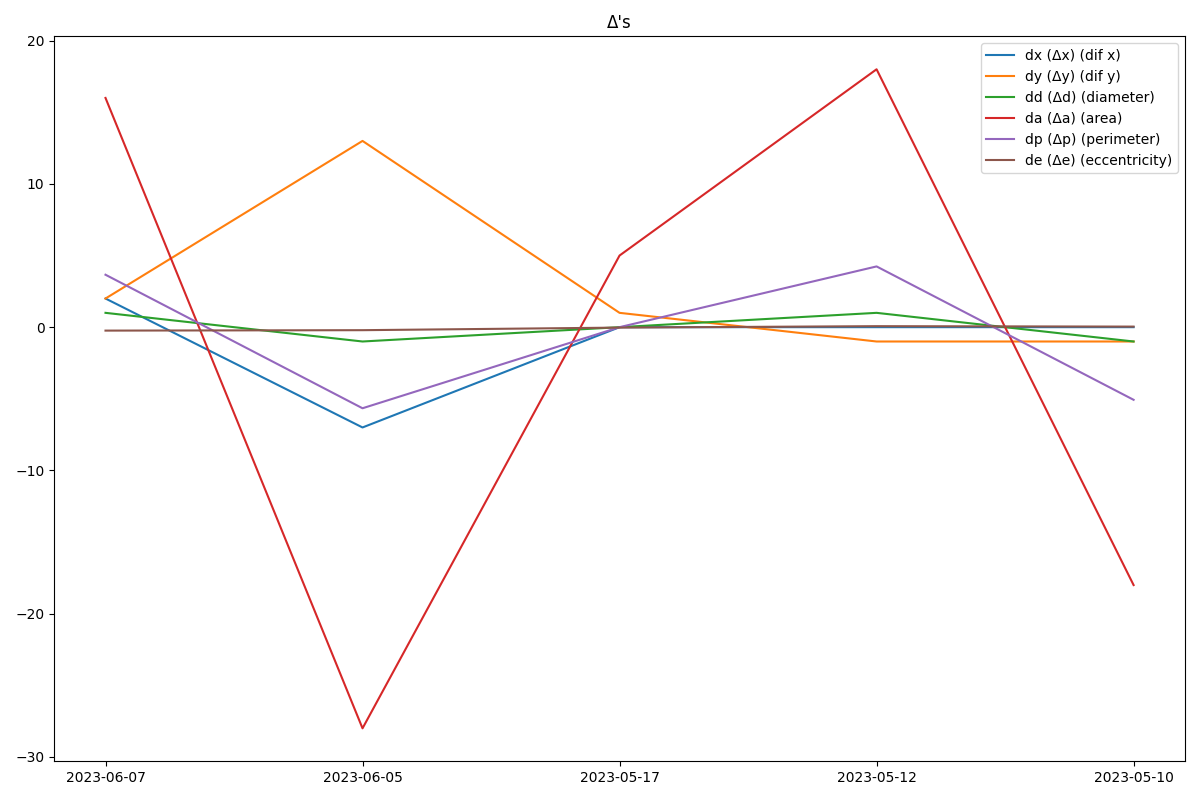 Δ's
20
10
0
−10
−20
−30
dx (Δx) (dif x)
dy (Δy) (dif y)
dd (Δd) (diameter)
da (Δa) (area)
dp (Δp) (perimeter)
de (Δe) (eccentricity)
2023-06-07
2023-06-05
2023-05-17
2023-05-12
2023-05-10